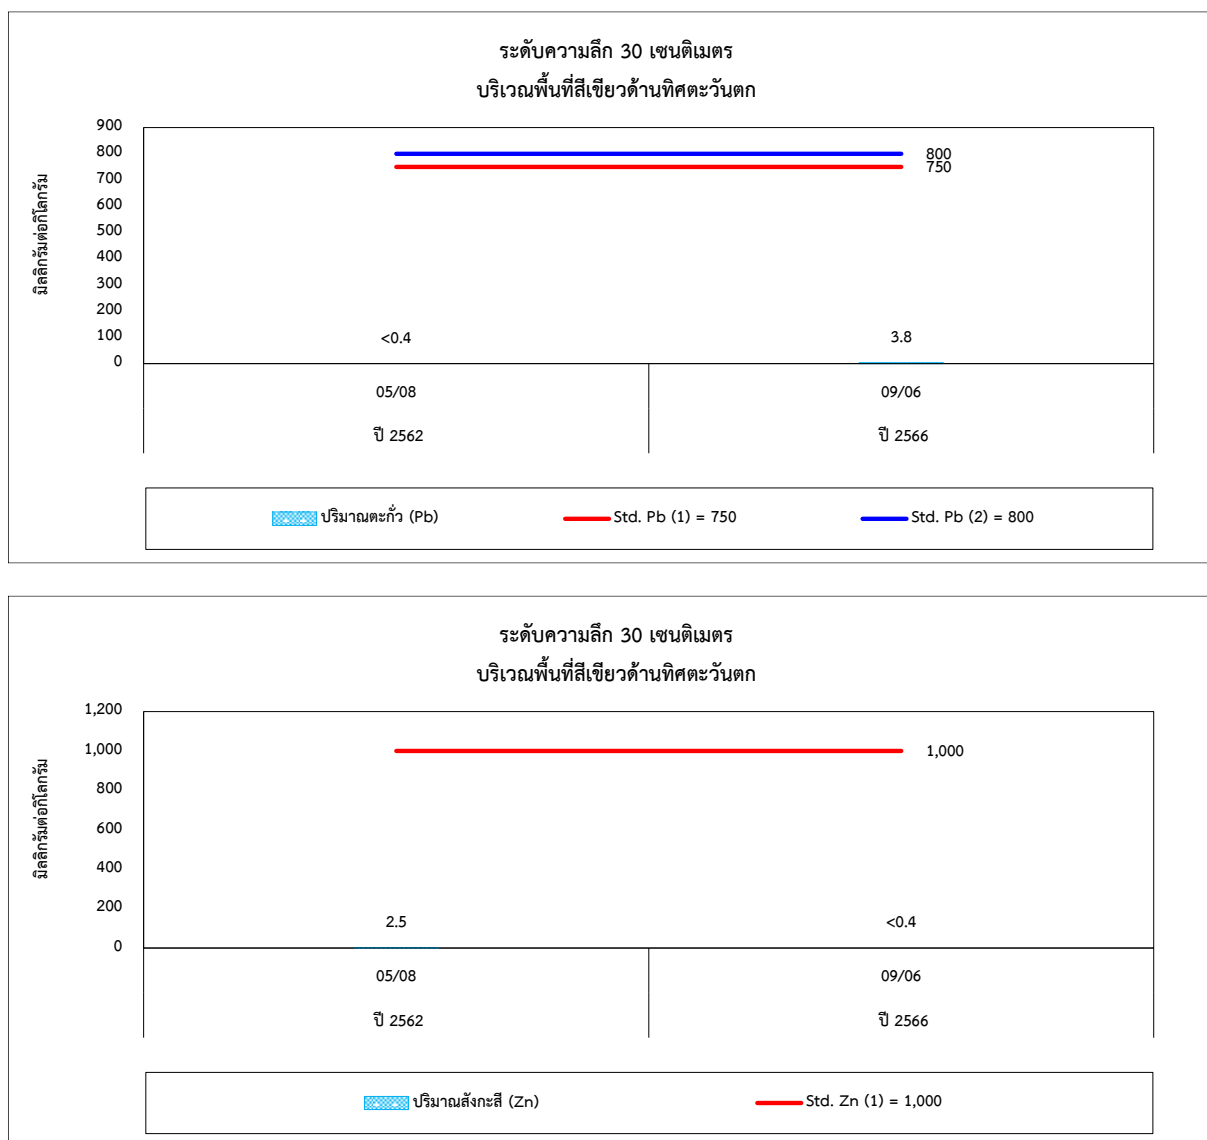 ระดับความลึก 30 เซนติเมตร
บริเวณพื้นที่สีเขียวด้านทิศตะวันตก
มิลลิกรัมต่อกิโลกรัม
900
800
700
600
500
400
300
200
100
0
800
750
<0.4
3.8
05/08
09/06
ปี 2562
ปี 2566
ปริมาณตะกั่ว (Pb)
Std. Pb (1) = 750
Std. Pb (2) = 800
ระดับความลึก 30 เซนติเมตร
บริเวณพื้นที่สีเขียวด้านทิศตะวันตก
มิลลิกรัมต่อกิโลกรัม
1,200
1,000
800
600
400
200
0
1,000
2.5
<0.4
05/08
09/06
ปี 2562
ปี 2566
ปริมาณสังกะสี (Zn)
Std. Zn (1) = 1,000